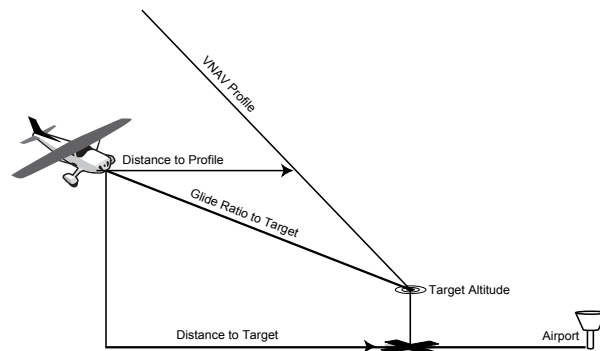 VNAV Profile
Distance to Profile
Glide Ratio to Target
Target Altitude
Distance to Target
Airport